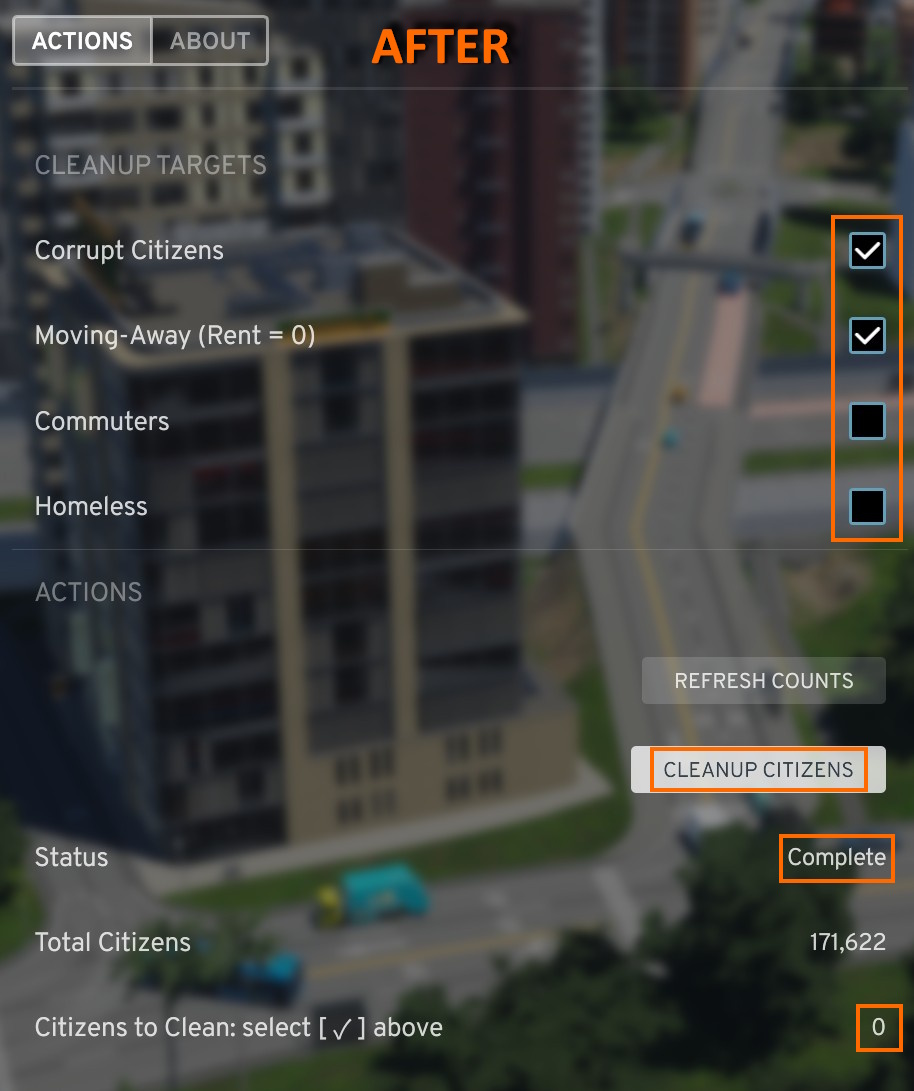 ACTIONS ABOUT AFTER
CLEANUP TARGETS
Corrupt Citizens
Moving-Away (Rent = 0)
Commuters
Homeless
ACTIONS
REFRESH COUNTS
CLEANUP CITIZENS
Status Complete
Total Citizens 171,622
Citizens to Clean: select [ ✓ ] above 0